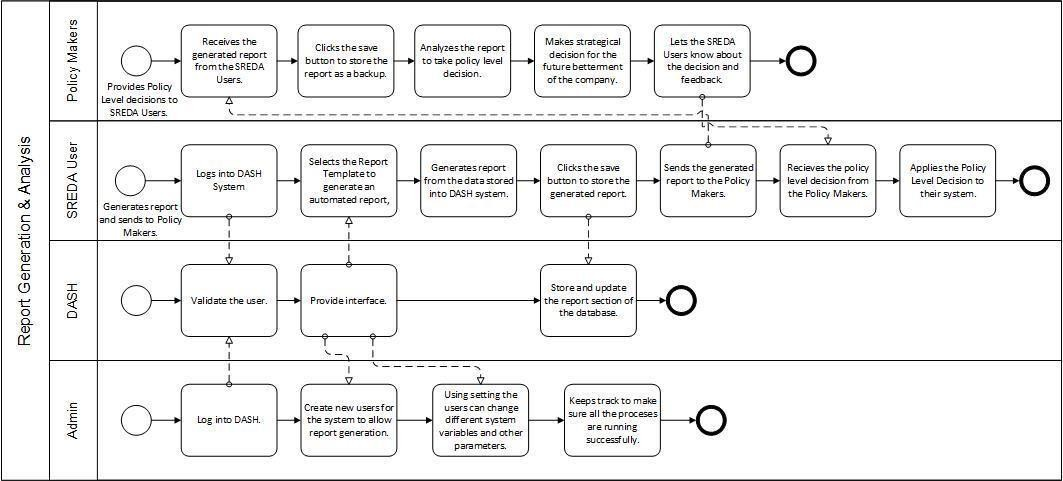 Report Generation & Analysis
Policy Makers
Provides Policy
Level decisions to
SREDA Users.
Receives the
generated report
from the SREDA
Users.
Clicks the save
button to store the
report as a backup.
Analyzes the report
to take policy level
decision.
Makes strategical
decision for the
future betterment
of the company.
Lets the SREDA
Users know about
the decision and
feedback.
SREDA User
Generates report
and sends to Policy
Makers.
Logs into DASH
System
Selects the Report
Template to
generate an
automated report,
Generates report
from the data stored
into DASH system.
Clicks the save
button to store the
generated report.
Sends the generated
report to the Policy
Makers.
Recieves the policy
level decision from
the Policy Makers.
Applies the Policy
Level Decision to
their system.
DASH
Validate the user.
Provide interface.
Store and update
the report section of
the database.
Admin
Log into DASH.
Create new users for
the system to allow
report generation.
Using setting the
users can change
different system
variables and other
parameters.
Keeps track to make
sure all the proceses
are running
successfully.